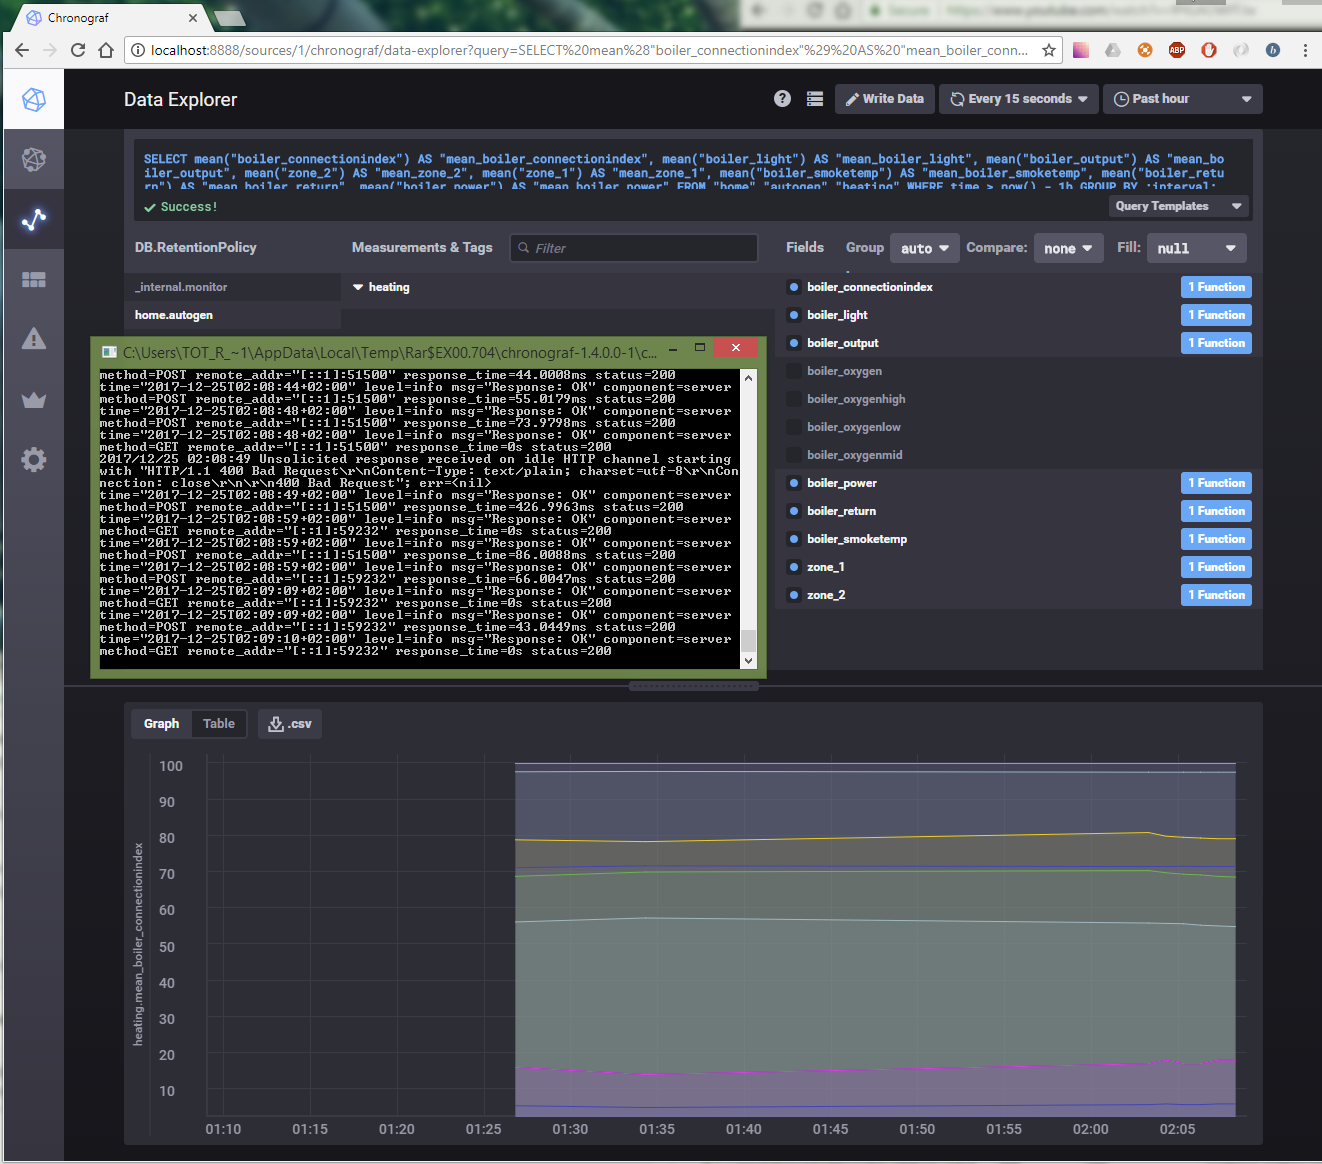 Chronograf
localhost:8888/sources/1/chronograf/data-explorer?query=SELECT%20mean%28"boiler_connectionindex"%29%20AS%20"mean_boiler_conn...
ABP
b
Data Explorer
?
Write Data
Every 15 seconds
Past hour
SELECT mean("boiler_connectionindex") AS "mean_boiler_connectionindex", mean("boiler_light") AS "mean_boiler_light", mean("boiler_output") AS "mean_bo
iler_output", mean("zone_2") AS "mean_zone_2", mean("zone_1") AS "mean_zone_1", mean("boiler_smoketemp") AS "mean_boiler_smoketemp", mean("boiler_retu
rn") AS "mean_boiler_return", mean("boiler_power") AS "mean_boiler_power" FROM "home"."autogen"."heating" WHERE time > now() - 1h GROUP BY :interval:
Success!
Query Templates
DB.RetentionPolicy
Measurements & Tags
Filter
Fields
Group
auto
Compare:
none
Fill:
null
_internal.monitor
heating
home.autogen
boiler_connectionindex
1 Function
boiler_light
1 Function
boiler_output
1 Function
boiler_oxygen
boiler_oxygenhigh
boiler_oxygenlow
boiler_oxygenmid
boiler_power
1 Function
boiler_return
1 Function
boiler_smoketemp
1 Function
zone_1
1 Function
zone_2
1 Function
C:\Users\TOT_R_~1\AppData\Local\Temp\Rar$EX00.704\chronograf-1.4.0.0-1\c...
method=POST remote_addr="[::1]:51500" response_time=44.0008ms status=200
time="2017-12-25T02:08:44+02:00" level=info msg="Response: OK" component=server
method=POST remote_addr="[::1]:51500" response_time=55.0179ms status=200
time="2017-12-25T02:08:48+02:00" level=info msg="Response: OK" component=server
method=POST remote_addr="[::1]:51500" response_time=73.9798ms status=200
time="2017-12-25T02:08:48+02:00" level=info msg="Response: OK" component=server
method=GET remote_addr="[::1]:51500" response_time=0s status=200
2017/12/25 02:08:49 Unsolicited response received on idle HTTP channel starting
with "HTTP/1.1 400 Bad Request\r\nContent-Type: text/plain; charset=utf-8\r\nCon
nection: close\r\n\r\n400 Bad Request"; err=<nil>
time="2017-12-25T02:08:49+02:00" level=info msg="Response: OK" component=server
method=POST remote_addr="[::1]:51500" response_time=426.9963ms status=200
time="2017-12-25T02:08:59+02:00" level=info msg="Response: OK" component=server
method=GET remote_addr="[::1]:59232" response_time=0s status=200
time="2017-12-25T02:08:59+02:00" level=info msg="Response: OK" component=server
method=POST remote_addr="[::1]:51500" response_time=86.0088ms status=200
time="2017-12-25T02:08:59+02:00" level=info msg="Response: OK" component=server
method=POST remote_addr="[::1]:59232" response_time=66.0047ms status=200
time="2017-12-25T02:09:09+02:00" level=info msg="Response: OK" component=server
method=GET remote_addr="[::1]:59232" response_time=0s status=200
time="2017-12-25T02:09:09+02:00" level=info msg="Response: OK" component=server
method=POST remote_addr="[::1]:59232" response_time=43.0449ms status=200
time="2017-12-25T02:09:10+02:00" level=info msg="Response: OK" component=server
method=GET remote_addr="[::1]:59232" response_time=0s status=200
Graph
Table
.csv
heating.mean_boiler_connectionindex
100
90
80
70
60
50
40
30
20
10
01:10
01:15
01:20
01:25
01:30
01:35
01:40
01:45
01:50
01:55
02:00
02:05